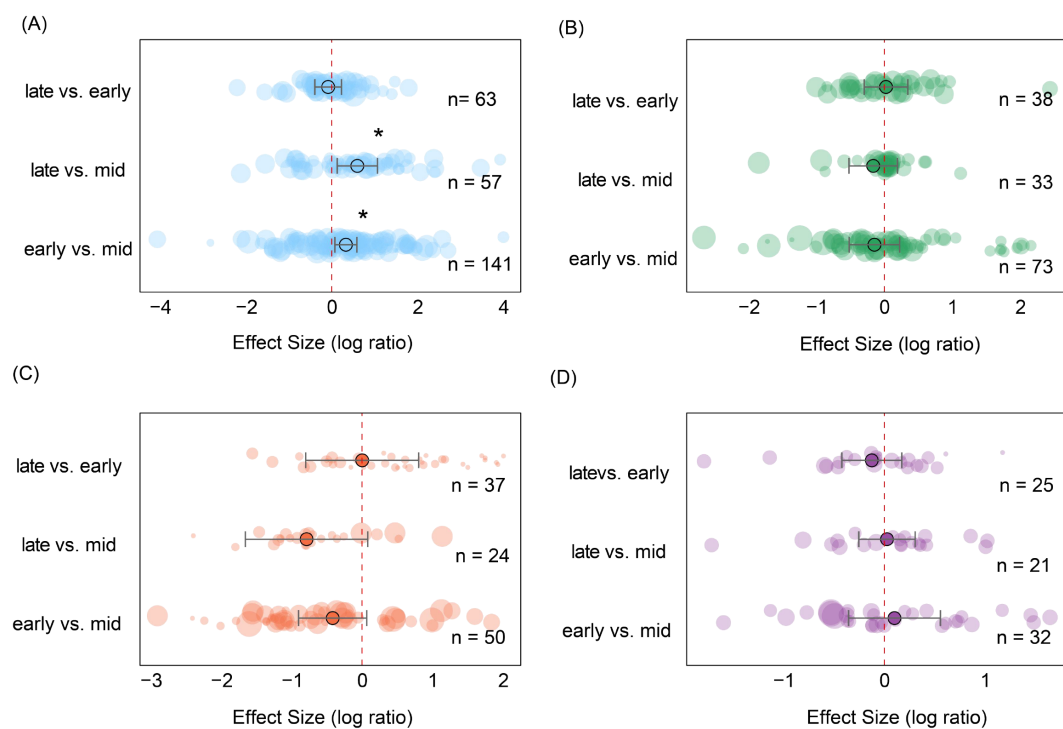 (A)
late vs. early
n= 63
*
late vs. mid
n = 57
*
early vs. mid
n = 141
−4 −2 0 2 4
Effect Size (log ratio)
(B)
late vs. early
n = 38
late vs. mid
n = 33
early vs. mid
n = 73
−2 −1 0 1 2
Effect Size (log ratio)
(C)
late vs. early
n = 37
late vs. mid
n = 24
early vs. mid
n = 50
−3 −2 −1 0 1 2
Effect Size (log ratio)
(D)
latevs. early
n = 25
late vs. mid
n = 21
early vs. mid
n = 32
−1 0 1
Effect Size (log ratio)